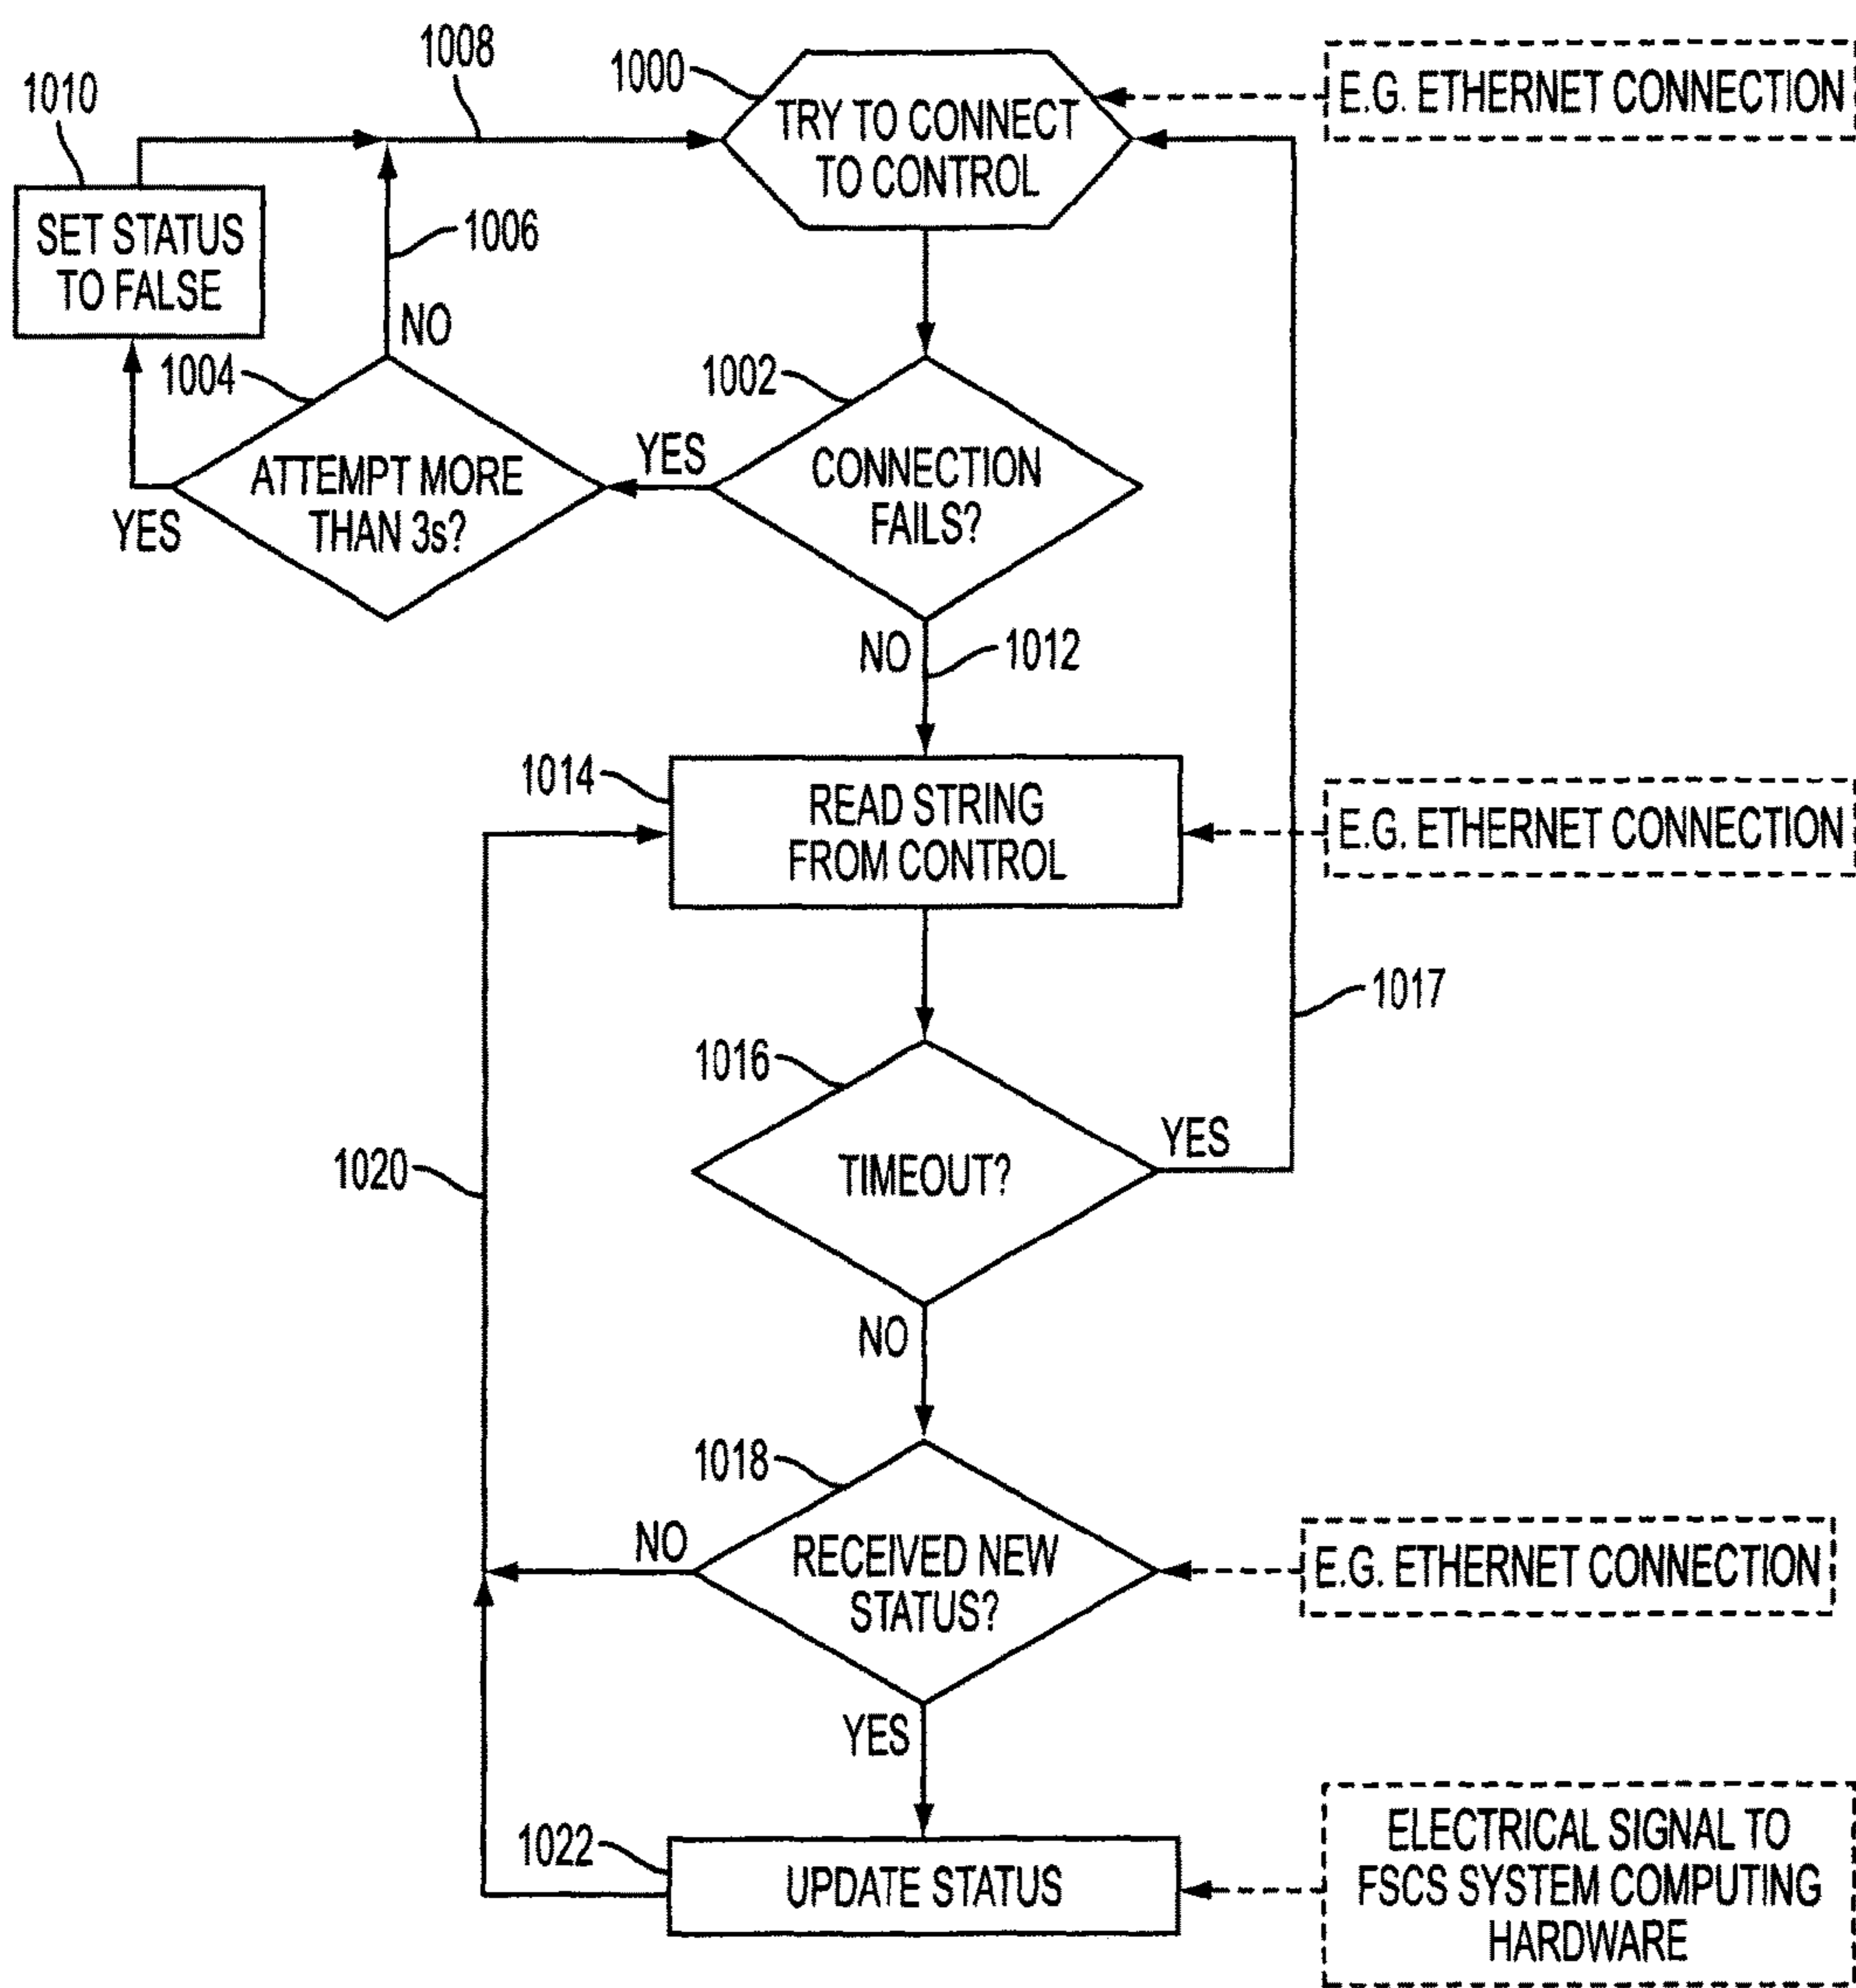 1008
1000
E.G. ETHERNET CONNECTION
1010
TRY TO CONNECT
TO CONTROL
SET STATUS
TO FALSE
1006
NO
1004
1002
ATTEMPT MORE
THAN 3s?
YES
YES
CONNECTION
FAILS?
NO
1012
1014
READ STRING
FROM CONTROL
E.G. ETHERNET CONNECTION
1017
1016
TIMEOUT?
YES
1020
NO
1018
NO
RECEIVED NEW
STATUS?
E.G. ETHERNET CONNECTION
YES
1022
UPDATE STATUS
ELECTRICAL SIGNAL TO
FSCS SYSTEM COMPUTING
HARDWARE